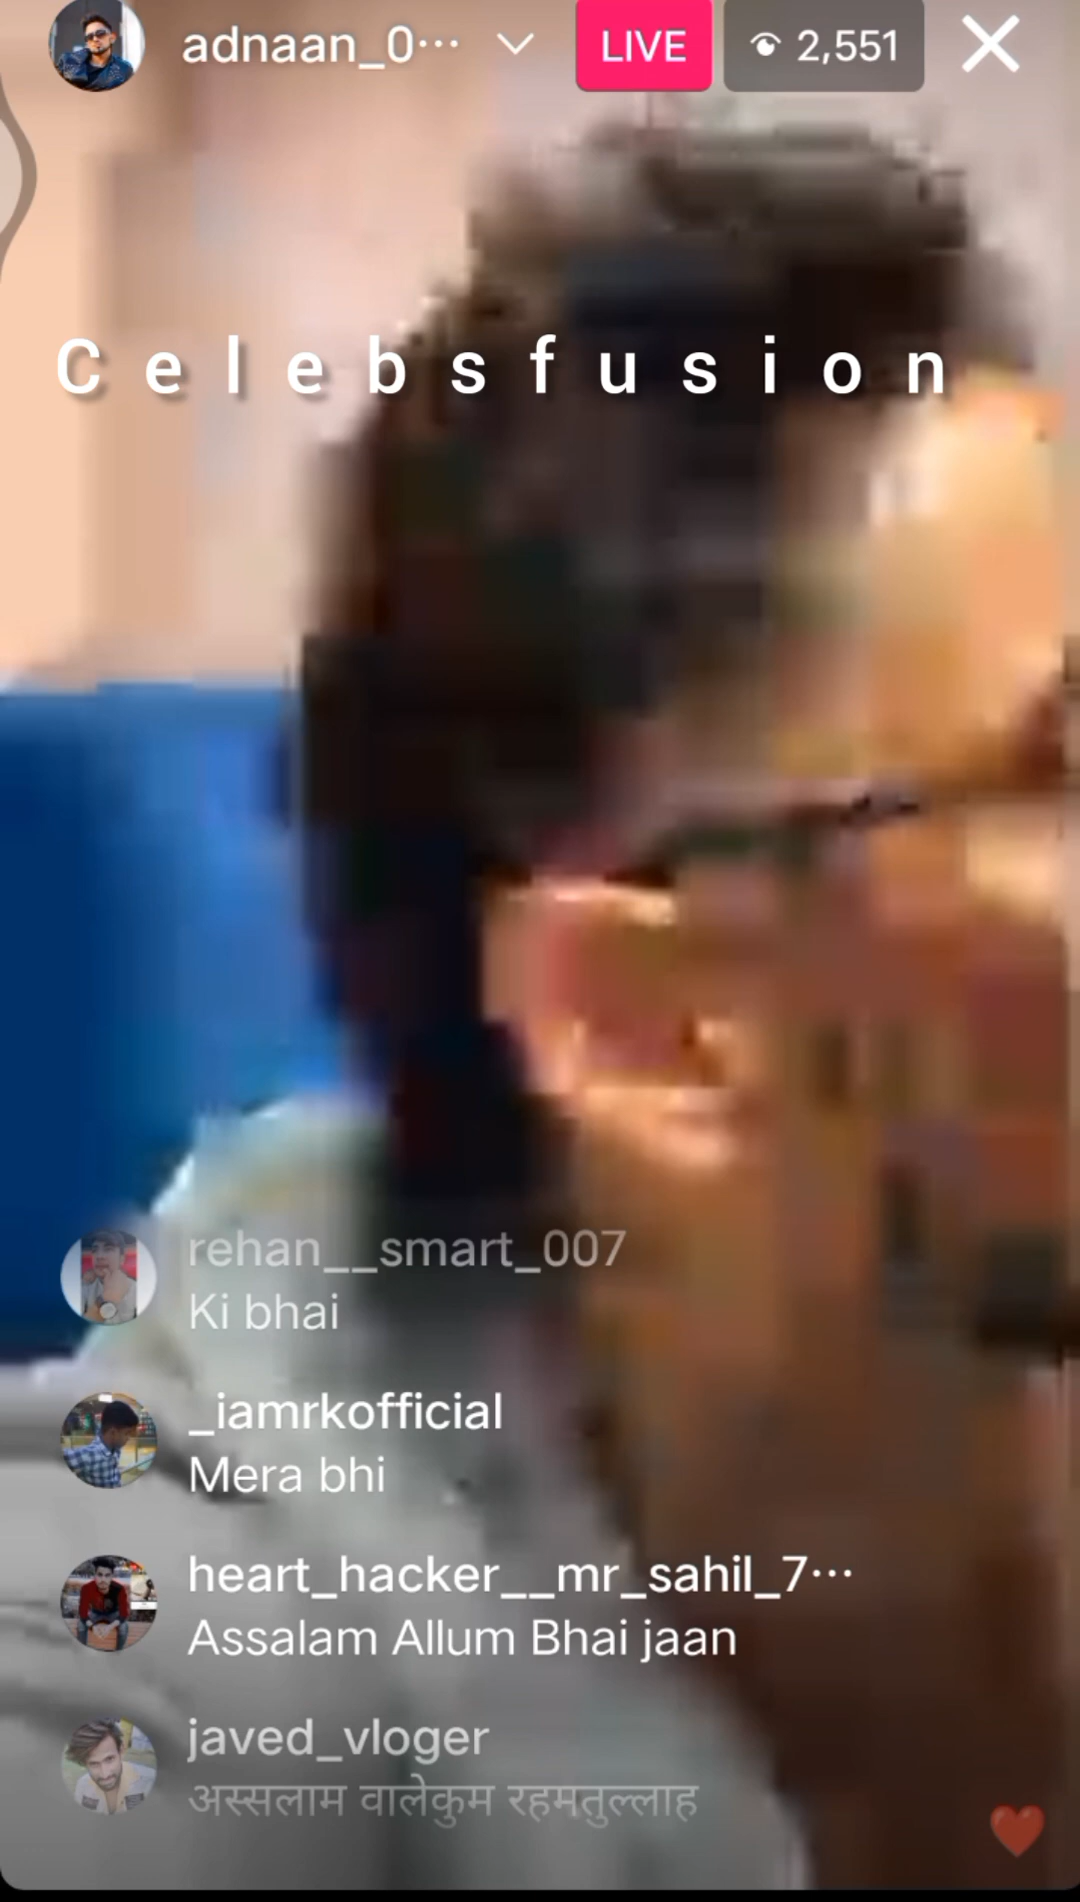 adnaan_0...
LIVE
2,551
Celebsfusion
rehan__smart_007
Ki bhai
_iamrkofficial
Mera bhi
heart_hacker__mr_sahil_7...
Assalam Allum Bhai jaan
javed_vloger
अस्सलाम वालेकुम रहमतुल्लाह